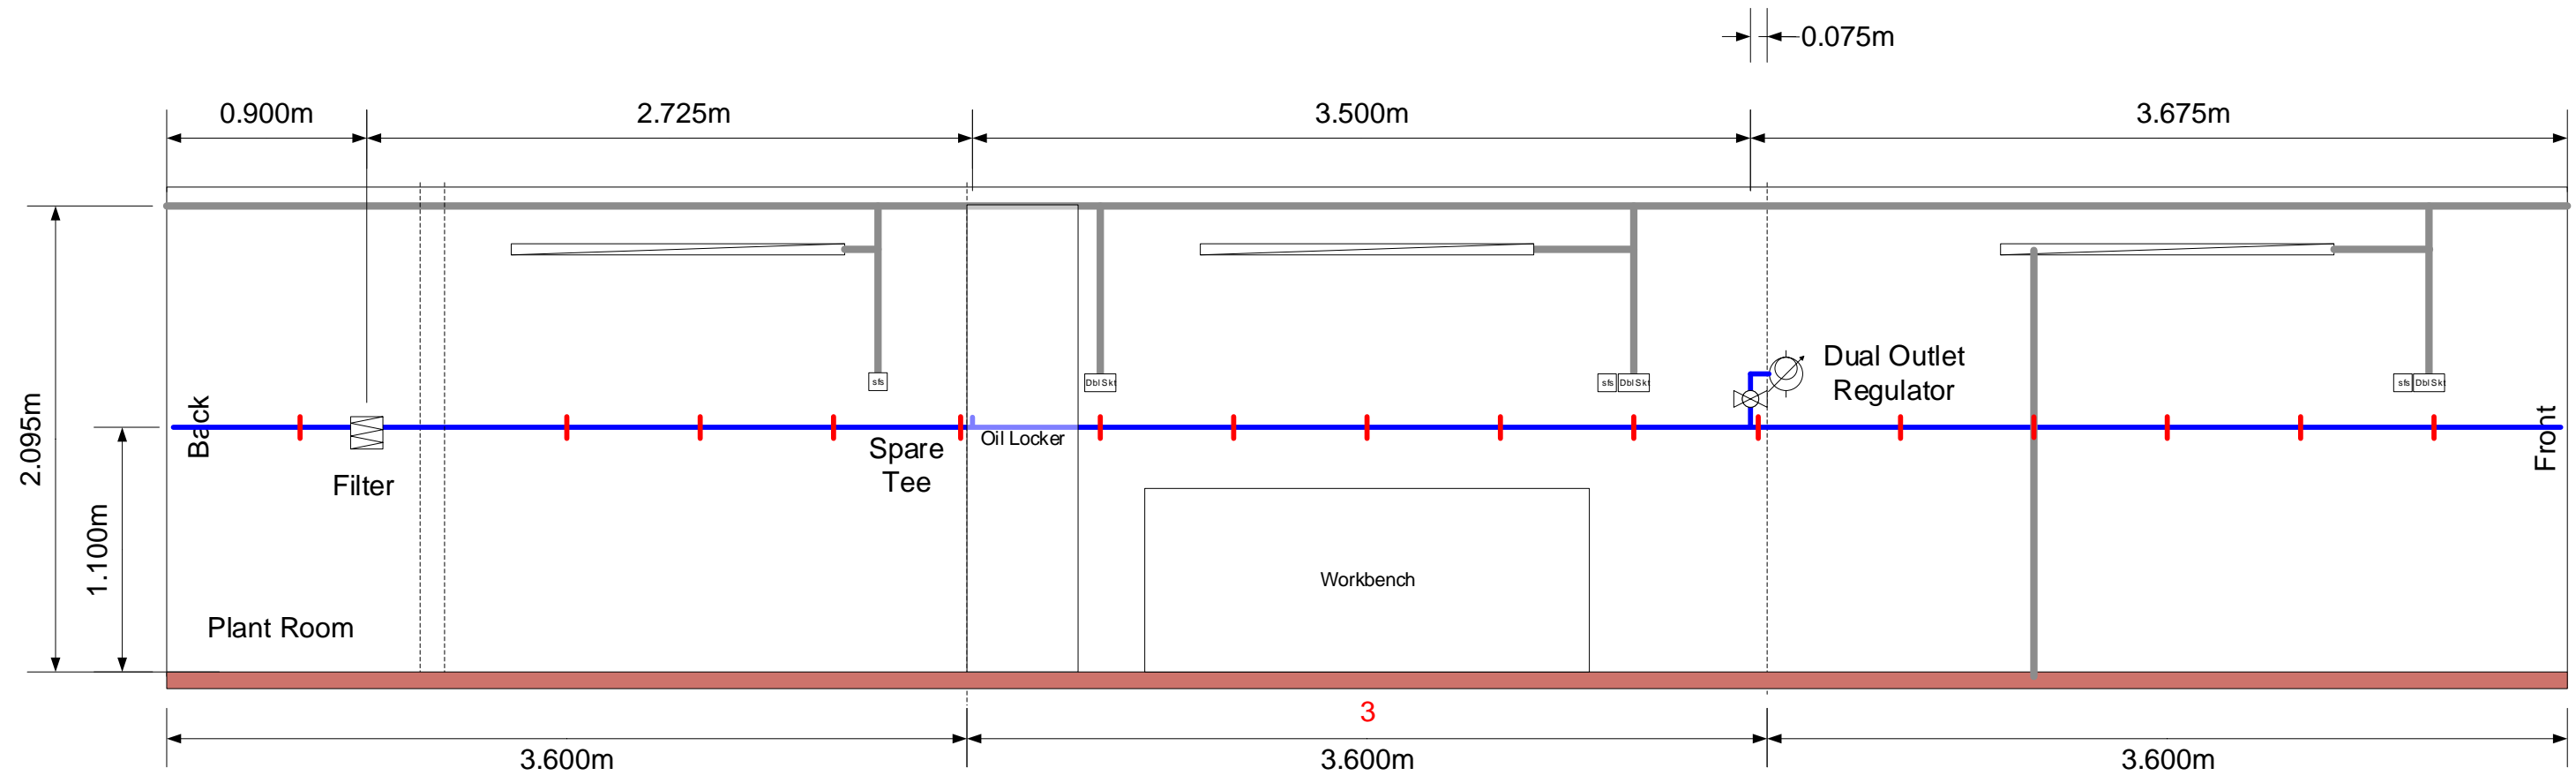 0.075m
0.900m
2.725m
3.500m
3.675m
2.095m
1.100m
Back
Filter
Plant Room
sfs
Spare
Tee
Oil Locker
Dbl Skt
Workbench
sfs
Dbl Skt
Dual Outlet
Regulator
sfs
Dbl Skt
Front
3
3.600m
3.600m
3.600m